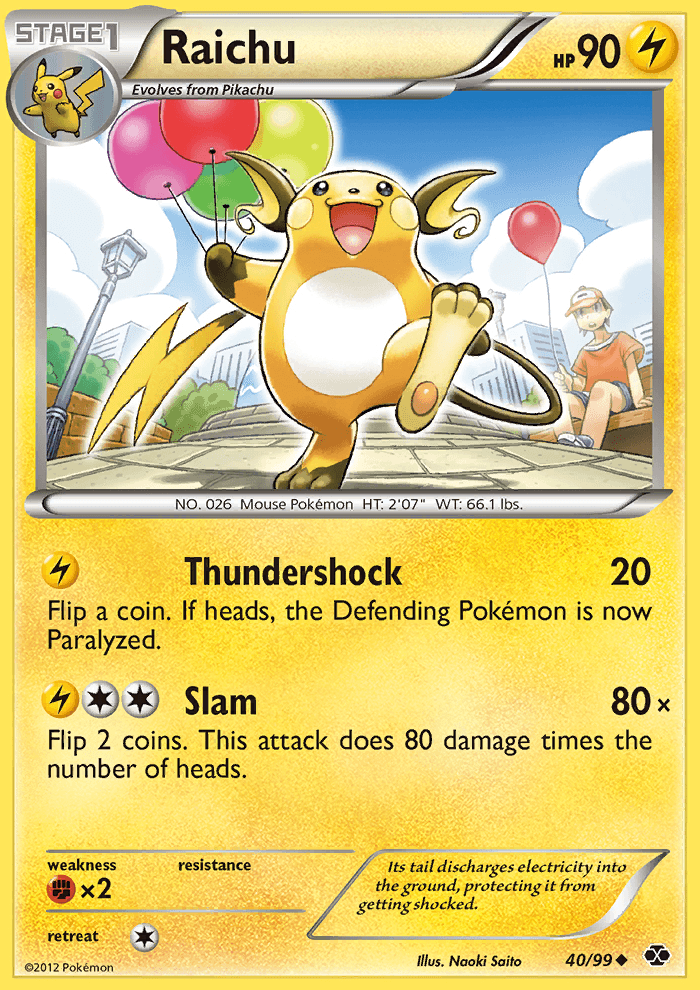 STAGE1
Raichu
HP 90
Evolves from Pikachu
NO. 026 Mouse Pokémon HT: 2'07" WT: 66.1 lbs.
Thundershock 20
Flip a coin. If heads, the Defending Pokémon is now
Paralyzed.
Slam 80×
Flip 2 coins. This attack does 80 damage times the
number of heads.
weakness resistance
×2
Its tail discharges electricity into
the ground, protecting it from
getting shocked.
retreat
©2012 Pokémon
Illus. Naoki Saito 40/99